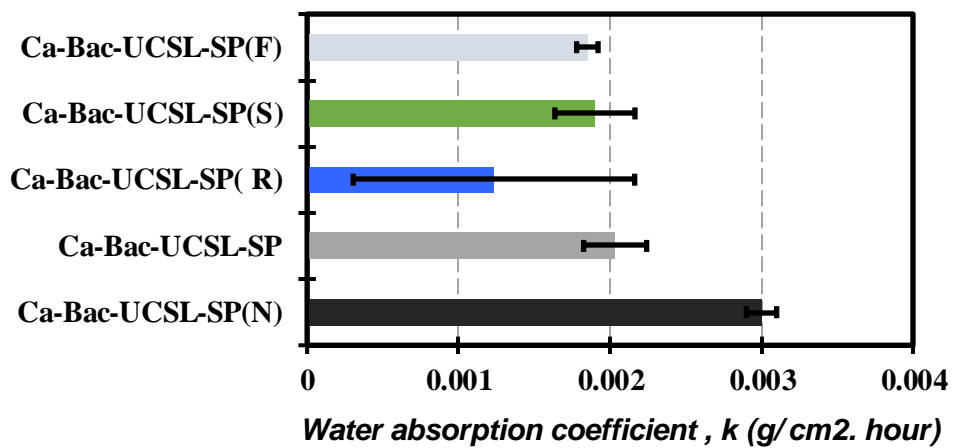 Ca-Bac-UCSL-SP(F)
Ca-Bac-UCSL-SP(S)
Ca-Bac-UCSL-SP( R)
Ca-Bac-UCSL-SP
Ca-Bac-UCSL-SP(N)
0 0.001 0.002 0.003 0.004
Water absorption coefficient , k (g/ cm2. hour)